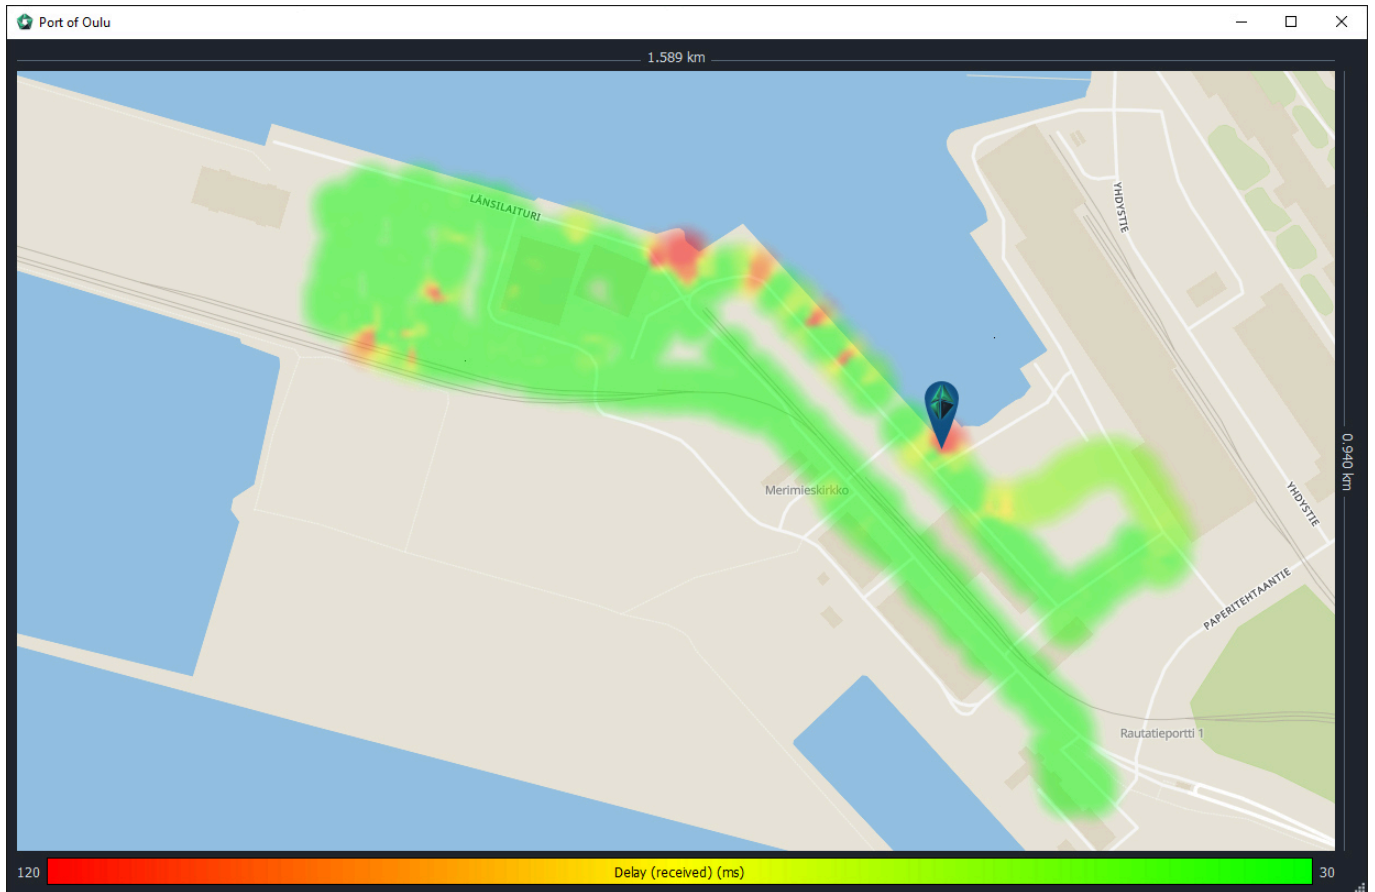 Port of Oulu
1.589 km
YHDYSTIE
LÄNSILAITURI
0.940 km
Merimieskirkko
YHDYSTIE
PAPERITEHTAANTIE
Rautatieportti 1
120
Delay (received) (ms)
30